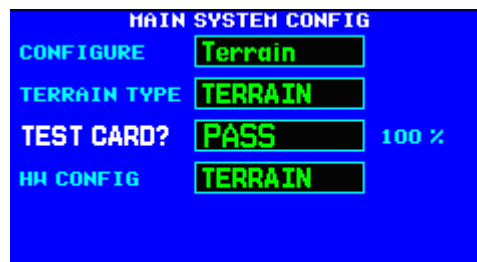 MAIN SYSTEM CONFIG
CONFIGURE Terrain
TERRAIN TYPE TERRAIN
TEST CARD? PASS 100 %
HW CONFIG TERRAIN